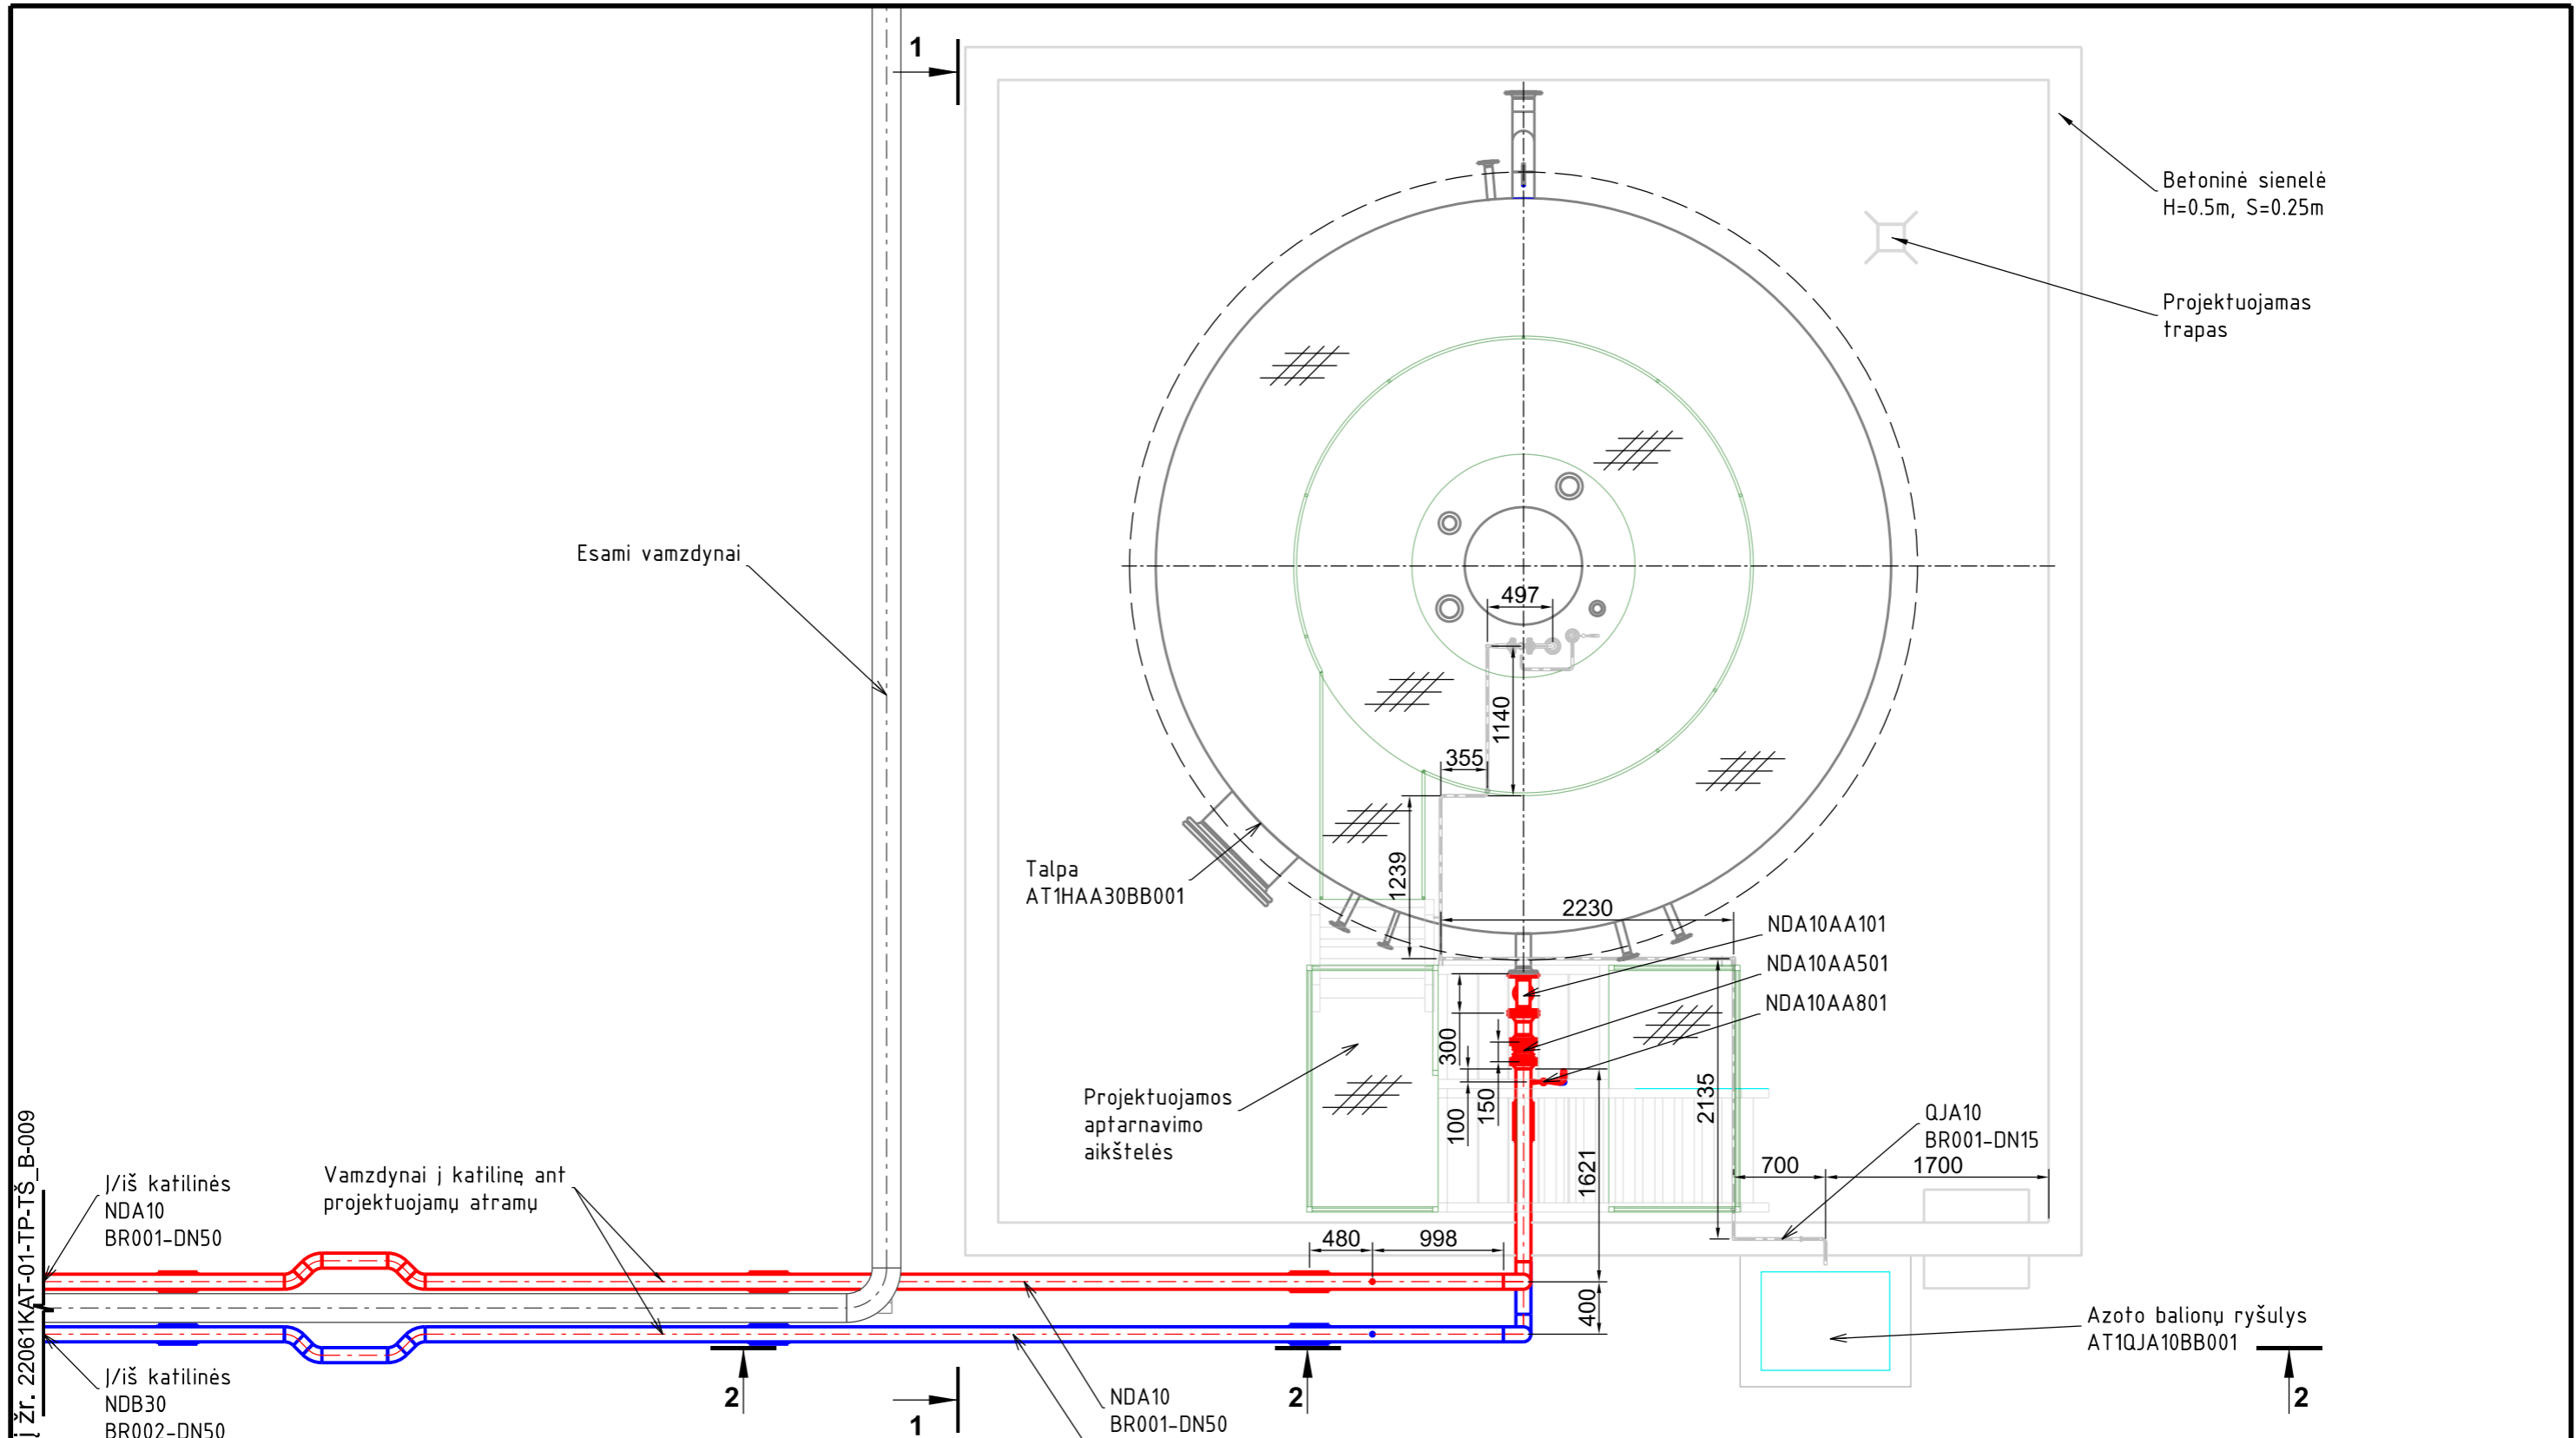 1
Betoninė sienelė
H=0.5m, S=0.25m
Projektuojamas
trapas
Esami vamzdynai
497
1140
355
1239
Talpa
AT1HAA30BB001
2230
NDA10AA101
NDA10AA501
NDA10AA801
300
150
100
2135
1621
Projektuojamos
aptarnavimo
aikštelės
QJA10
BR001-DN15
700
1700
Į/iš katilinės
NDA10
BR001-DN50
Vamzdynai į katilinę ant
projektuojamų atramų
480
998
400
Azoto balionų ryšulys
AT1QJA10BB001
Į/iš katilinės
NDB30
BR002-DN50
2
1
NDA10
BR001-DN50
2
2
į žr. 22061KAT-01-TP-TŠ_B-009